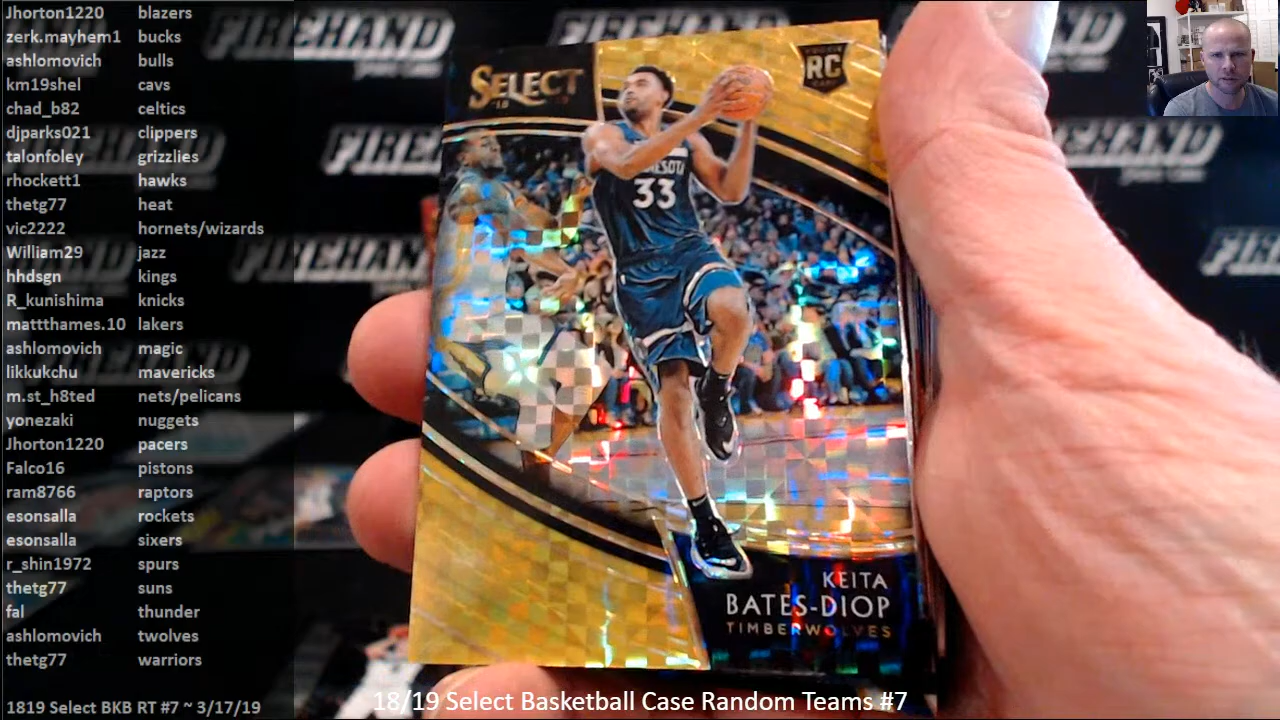 Jhorton1220 blazers
zerk.mayhem1 bucks
ashlomovich bulls
km19shel cavs
chad_b82 celtics
djparks021 clippers
talonfoley grizzlies
rhockett1 hawks
thetg77 heat
vic2222 hornets/wizards
William29 jazz
hhdsgn kings
R_kunishima knicks
mattthames.10 lakers
ashlomovich magic
likkukchu mavericks
m.st_h8ted nets/pelicans
yonezaki nuggets
Jhorton1220 pacers
Falco16 pistons
ram8766 raptors
esonsalla rockets
esonsalla sixers
r_shin1972 spurs
thetg77 suns
fal thunder
ashlomovich twolves
thetg77 warriors
1819 Select BKB RT #7 ~ 3/17/19
FIREHAND
FIREHAND
SELECT
RC
33
KEITA
BATES-DIOP
TIMBERWOLVES
18/19 Select Basketball Case Random Teams #7